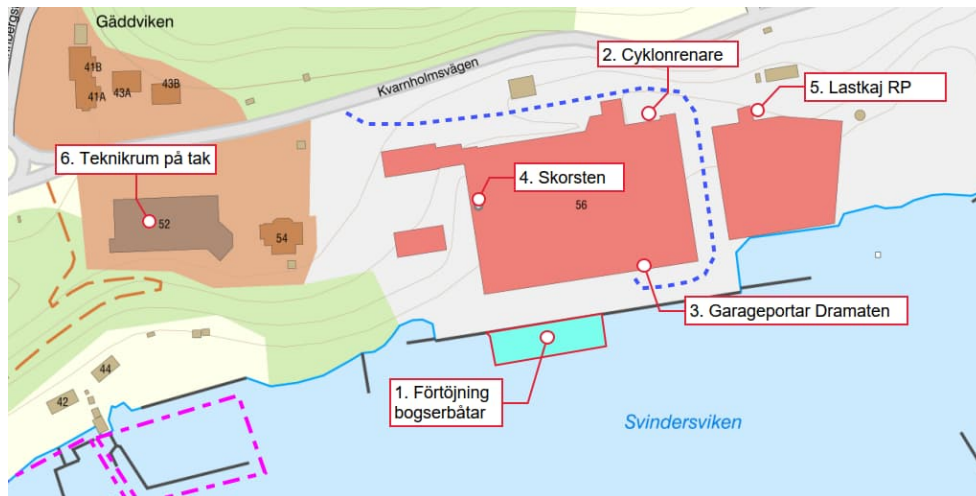 Gäddviken
41B
41A
43A
43B
Kvarnholmsvägen
2. Cyklonrenare
5. Lastkaj RP
6. Teknikrum på tak
4. Skorsten
52
54
56
3. Garageportar Dramaten
1. Förtöjning
bogserbåtar
44
42
Svindersviken